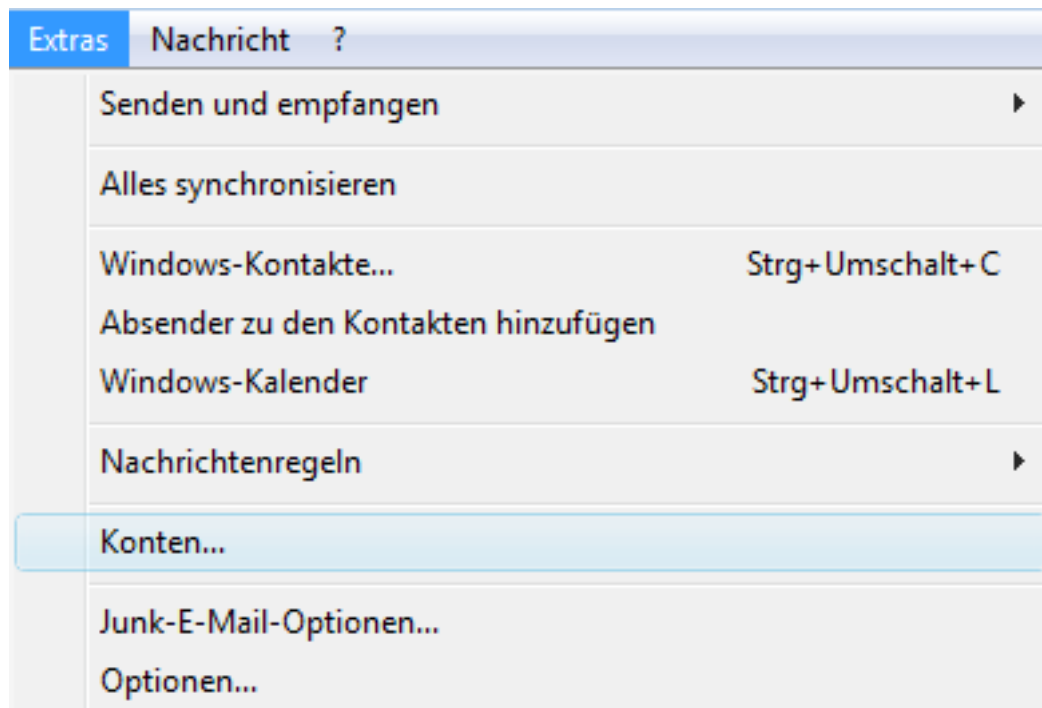 Extras Nachricht ?
Senden und empfangen
Alles synchronisieren
Windows-Kontakte... Strg+Umschalt+C
Absender zu den Kontakten hinzufügen
Windows-Kalender Strg+Umschalt+L
Nachrichtenregeln
Konten...
Junk-E-Mail-Optionen...
Optionen...